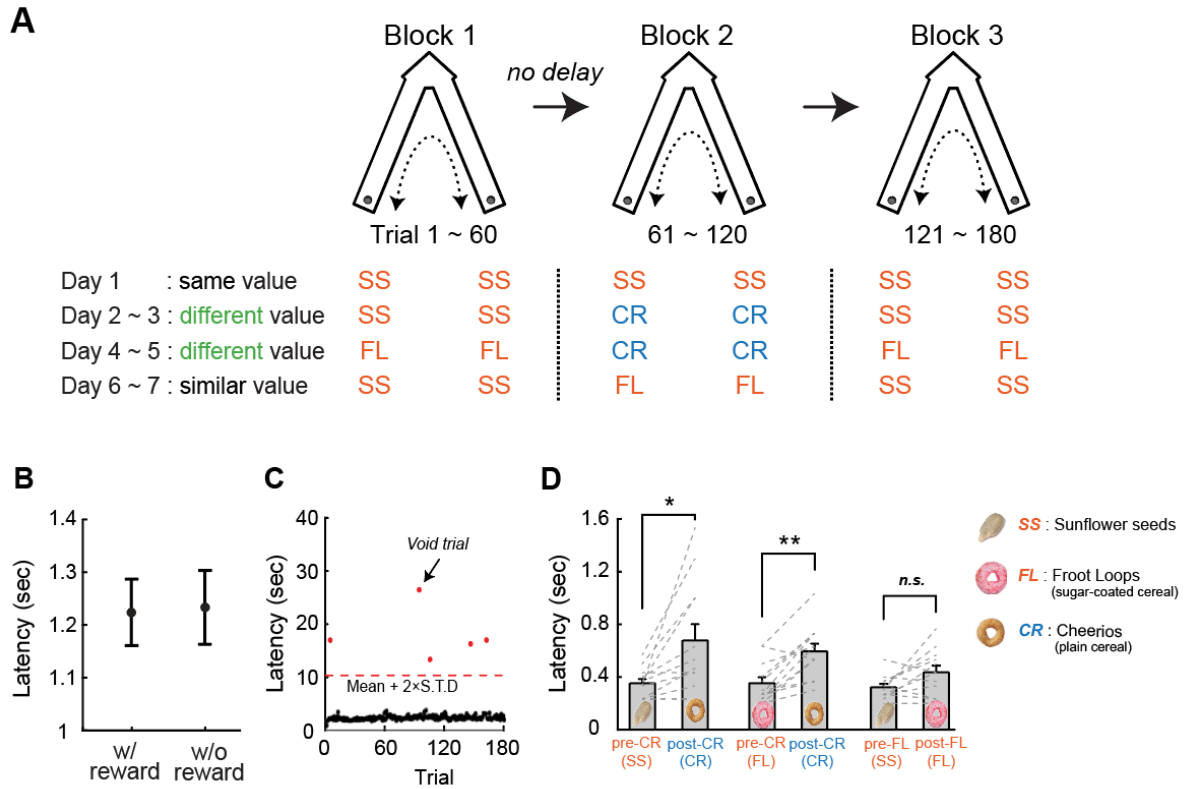 A
Block 1
no delay
Block 2
Block 3
Trial 1 ~ 60
61 ~ 120
121 ~ 180
Day 1 : same value SS SS SS SS SS SS
Day 2 ~ 3 : different value SS SS CR CR SS SS
Day 4 ~ 5 : different value FL FL CR CR FL FL
Day 6 ~ 7 : similar value SS SS FL FL SS SS
B
Latency (sec)
1.4
1.3
1.2
1.1
1
w/ reward
w/o reward
C
Latency (sec)
40
30
20
10
0
Void trial
Mean + 2×S.T.D
0 60 120 180
Trial
D
Latency (sec)
1.6
1.2
0.8
0.4
0
*
**
n.s.
pre-CR (SS)
post-CR (CR)
pre-CR (FL)
post-CR (CR)
pre-FL (SS)
post-FL (FL)
SS : Sunflower seeds
FL : Froot Loops
(sugar-coated cereal)
CR : Cheerios
(plain cereal)